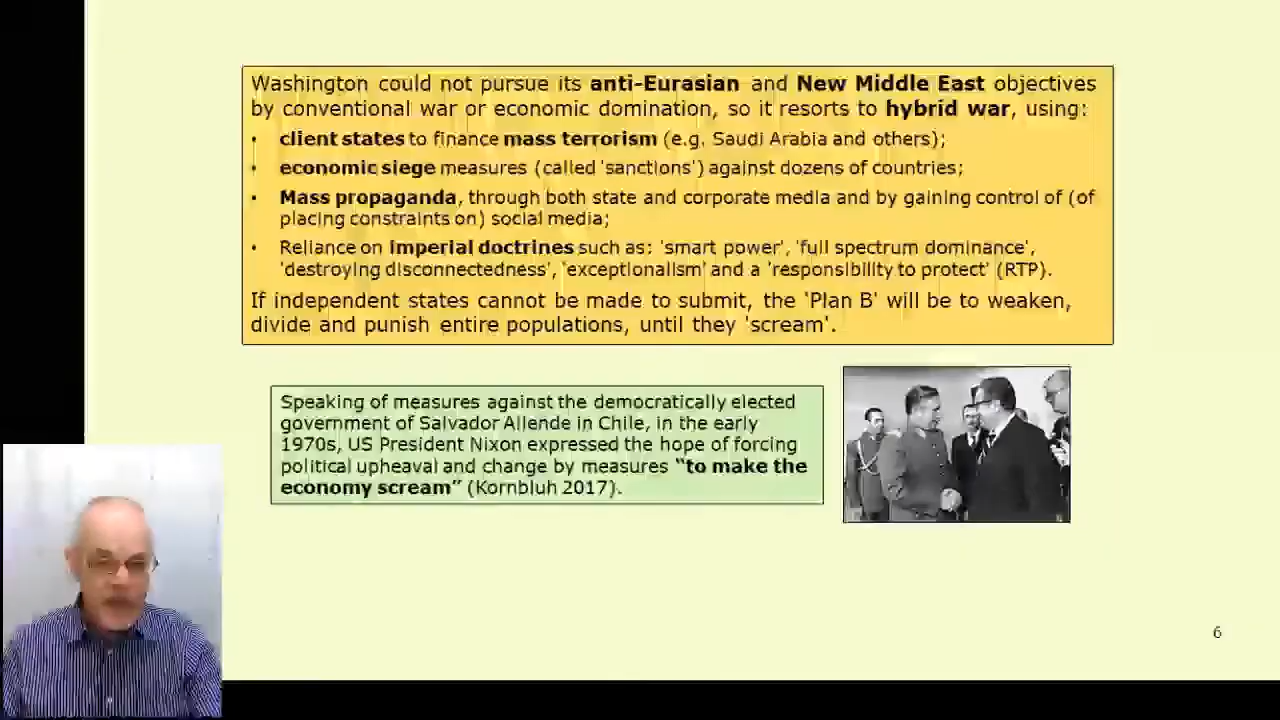 Washington could not pursue its anti-Eurasian and New Middle East objectives
by conventional war or economic domination, so it resorts to hybrid war, using:
• client states to finance mass terrorism (e.g. Saudi Arabia and others);
• economic siege measures (called 'sanctions') against dozens of countries;
• Mass propaganda, through both state and corporate media and by gaining control of (of
placing constraints on) social media;
• Reliance on imperial doctrines such as: 'smart power', 'full spectrum dominance',
'destroying disconnectedness', 'exceptionalism' and a 'responsibility to protect' (RTP).
If independent states cannot be made to submit, the 'Plan B' will be to weaken,
divide and punish entire populations, until they 'scream'.
Speaking of measures against the democratically elected
government of Salvador Allende in Chile, in the early
1970s, US President Nixon expressed the hope of forcing
political upheaval and change by measures “to make the
economy scream” (Kornbluh 2017).
6